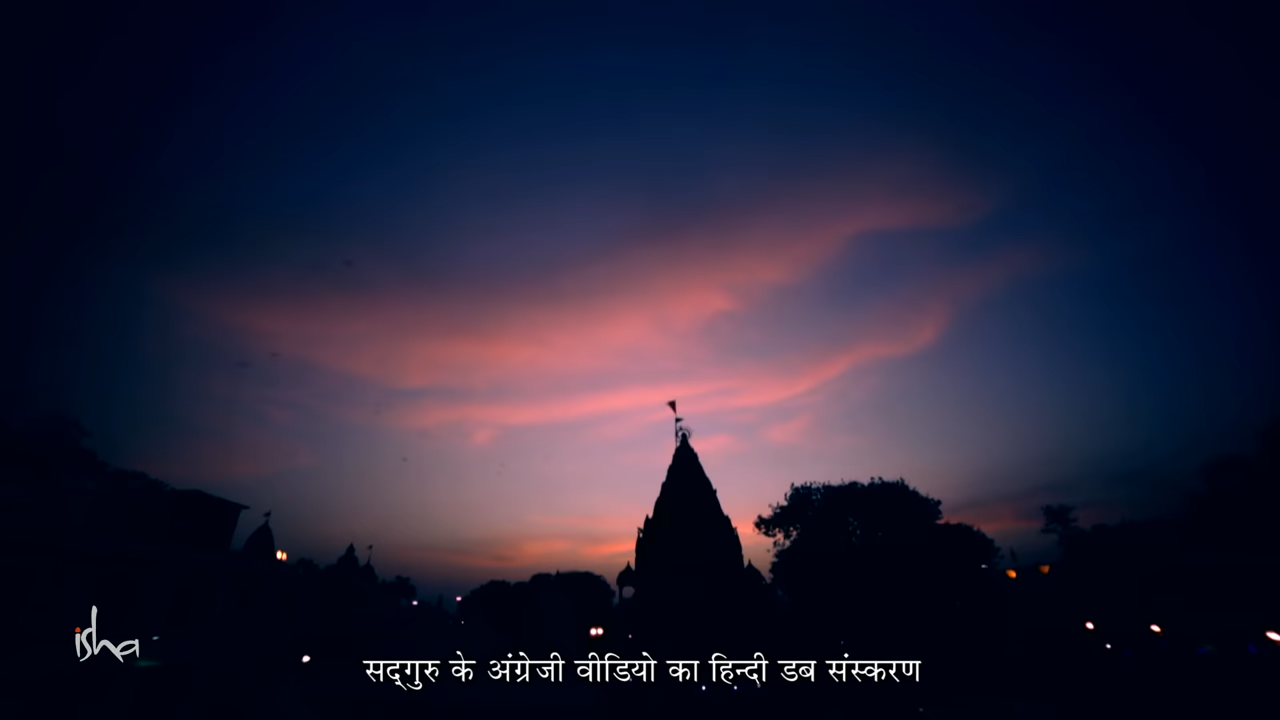 isha
सद्गुरु के अंग्रेजी वीडियो का हिन्दी डब संस्करण